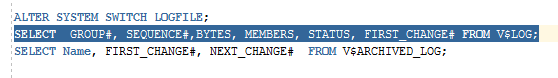 ALTER SYSTEM SWITCH LOGFILE;
SELECT  GROUP#, SEQUENCE#,BYTES, MEMBERS, STATUS, FIRST_CHANGE# FROM V$LOG;
SELECT Name, FIRST_CHANGE#, NEXT_CHANGE#  FROM V$ARCHIVED_LOG;